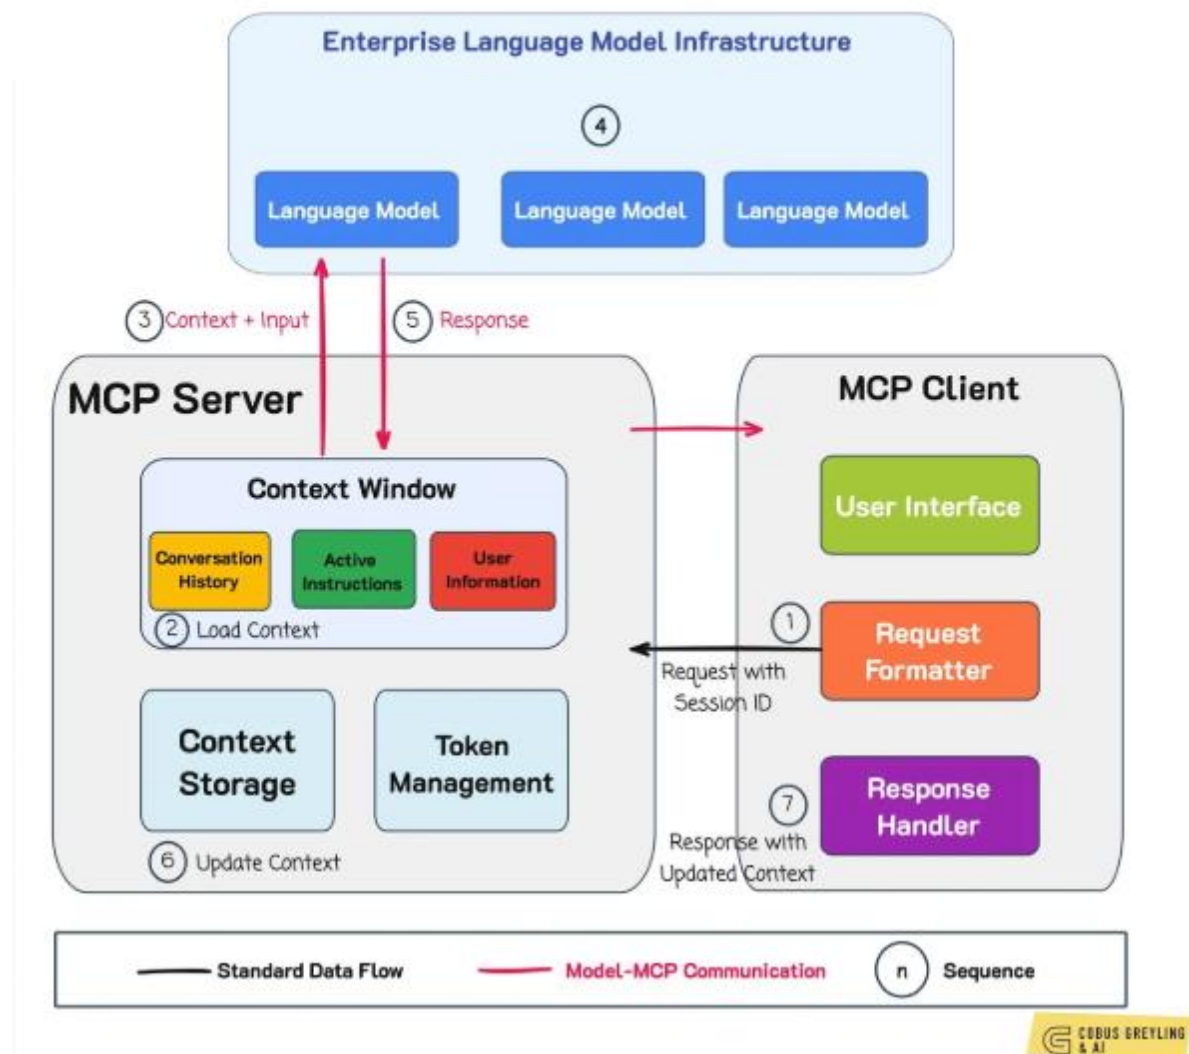 Enterprise Language Model Infrastructure
4
Language Model
Language Model
Language Model
3
Context + Input
5
Response
MCP Server
MCP Client
Context Window
User Interface
Conversation
History
Active
Instructions
User
Information
2
Load Context
1
Request
Formatter
Request with
Session ID
Context
Storage
Token
Management
7
Response
Handler
Response with
Updated Context
6
Update Context
Standard Data Flow
Model-MCP Communication
n
Sequence
COBUS GREYLING
& AI